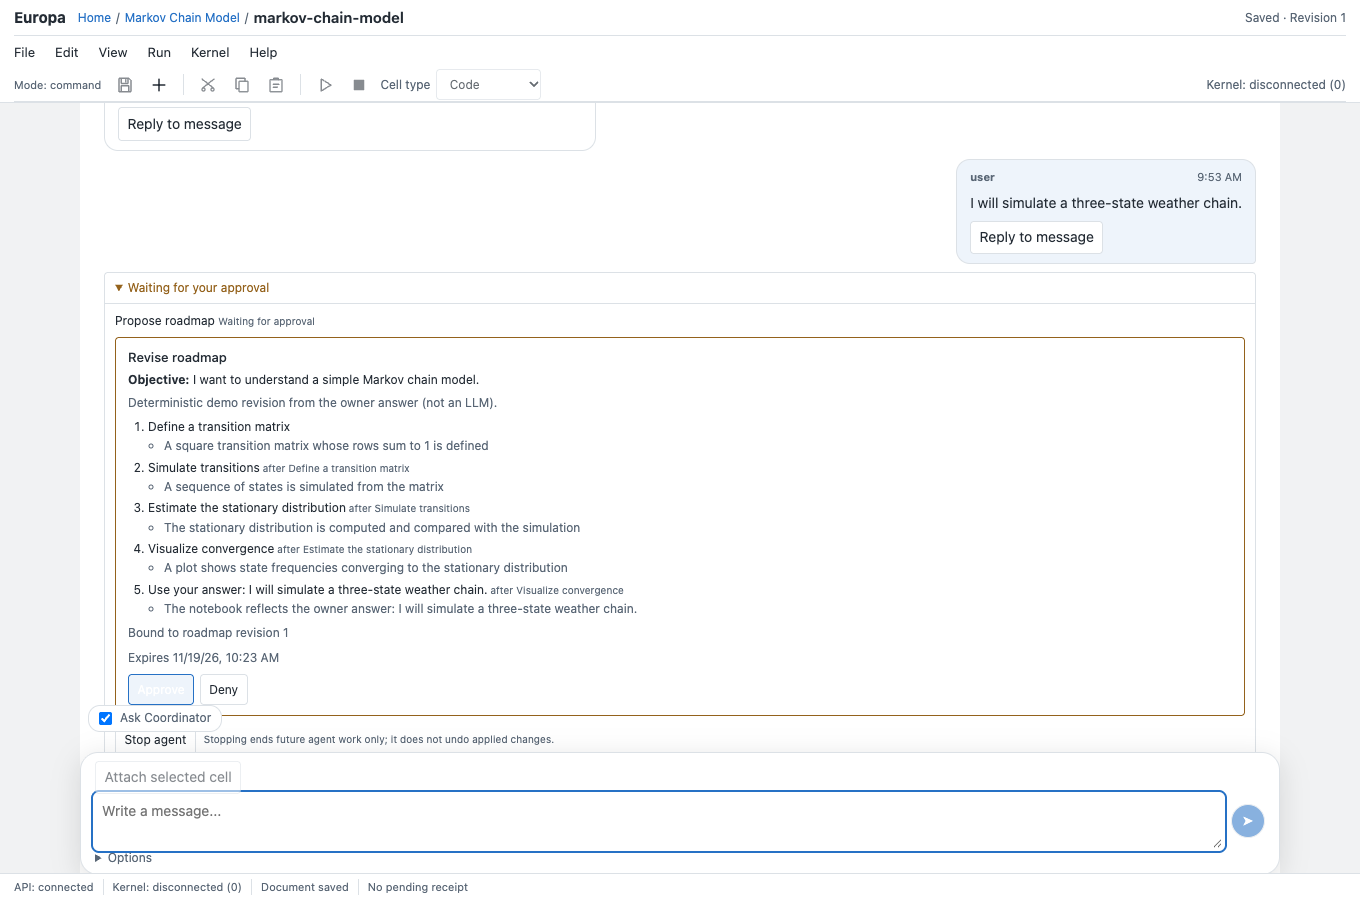 Europa Home / Markov Chain Model / markov-chain-model Saved · Revision 1
File Edit View Run Kernel Help
Mode: command Cell type Code Kernel: disconnected (0)
Reply to message
user 9:53 AM
I will simulate a three-state weather chain.
Reply to message
Waiting for your approval
Propose roadmap Waiting for approval
Revise roadmap
Objective: I want to understand a simple Markov chain model.
Deterministic demo revision from the owner answer (not an LLM).
1. Define a transition matrix
A square transition matrix whose rows sum to 1 is defined
2. Simulate transitions after Define a transition matrix
A sequence of states is simulated from the matrix
3. Estimate the stationary distribution after Simulate transitions
The stationary distribution is computed and compared with the simulation
4. Visualize convergence after Estimate the stationary distribution
A plot shows state frequencies converging to the stationary distribution
5. Use your answer: I will simulate a three-state weather chain. after Visualize convergence
The notebook reflects the owner answer: I will simulate a three-state weather chain.
Bound to roadmap revision 1
Expires 11/19/26, 10:23 AM
Approve Deny
Ask Coordinator
Stop agent Stopping ends future agent work only; it does not undo applied changes.
Attach selected cell
Write a message...
Options
API: connected Kernel: disconnected (0) Document saved No pending receipt